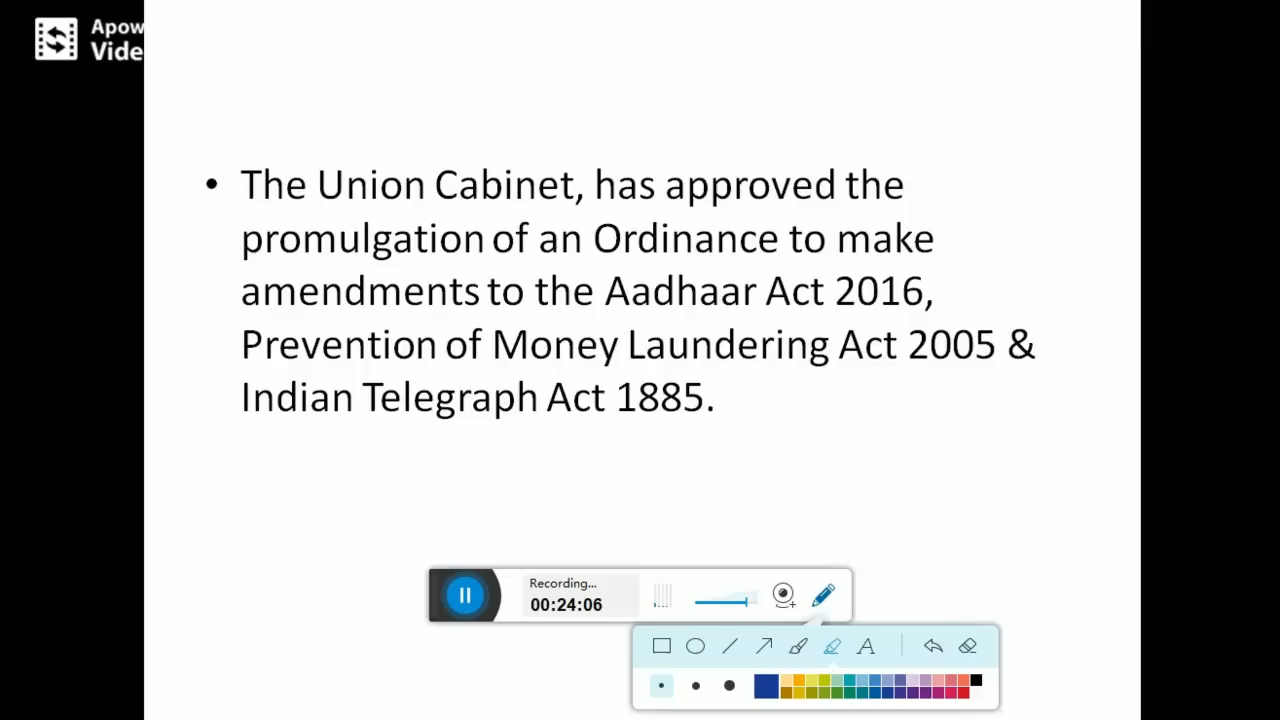 Apow
Vide
• The Union Cabinet, has approved the
promulgation of an Ordinance to make
amendments to the Aadhaar Act 2016,
Prevention of Money Laundering Act 2005 &
Indian Telegraph Act 1885.
Recording...
00:24:06
A